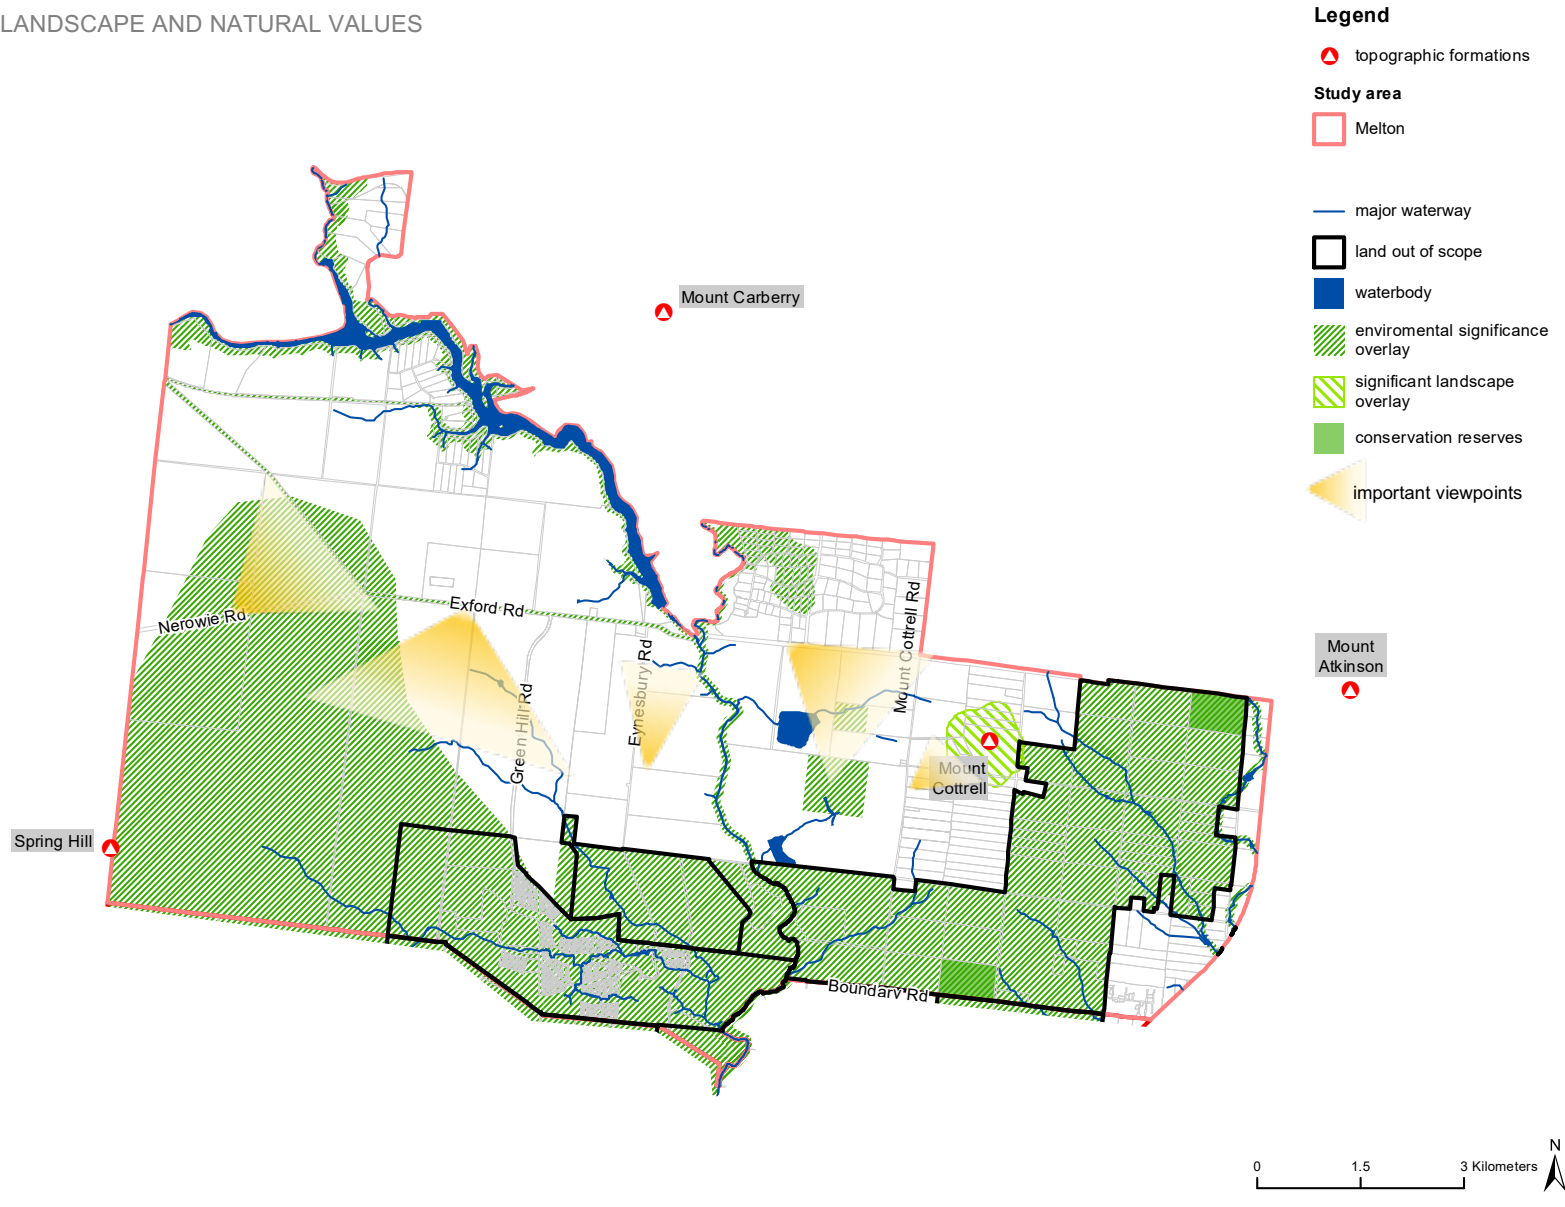 LANDSCAPE AND NATURAL VALUES
Legend
topographic formations
Study area
Melton
major waterway
land out of scope
waterbody
enviromental significance
overlay
significant landscape
overlay
conservation reserves
important viewpoints
Mount Carberry
Nerowie Rd
Exford Rd
Green Hill Rd
Eynesbury Rd
Mount Cottrell Rd
Mount
Atkinson
Mount
Cottrell
Spring Hill
Boundary Rd
0 1.5 3 Kilometers
N